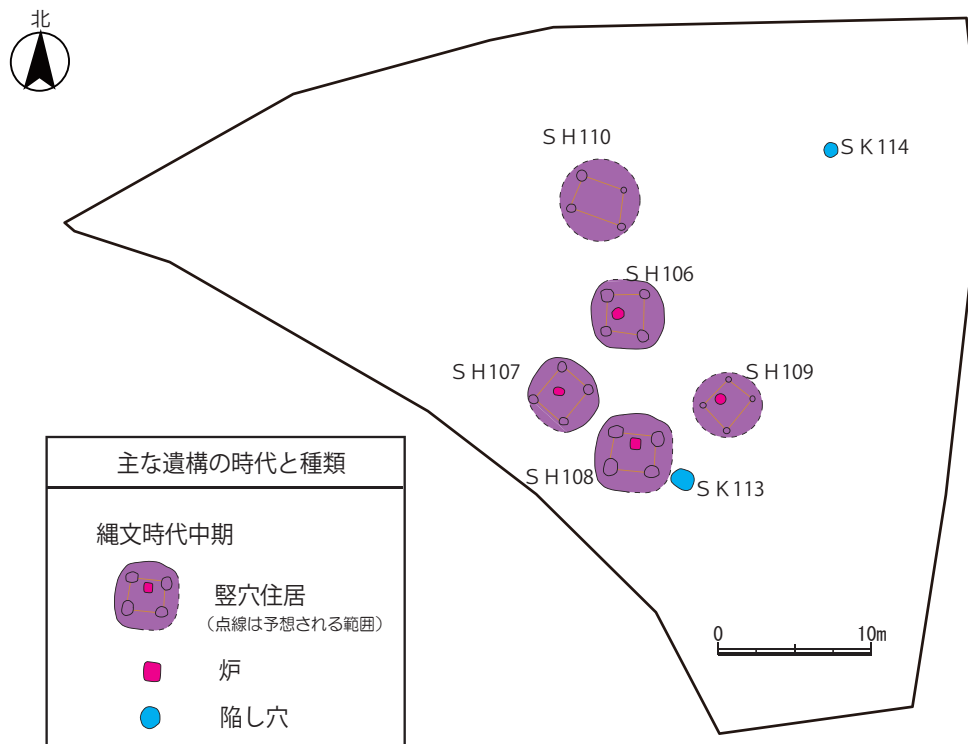 北
ＳＨ110
ＳＫ114
ＳＨ106
ＳＨ107
ＳＨ109
ＳＨ108
ＳＫ113
主な遺構の時代と種類
縄文時代中期
竪穴住居
（点線は予想される範囲）
炉
陥し穴
0 10m